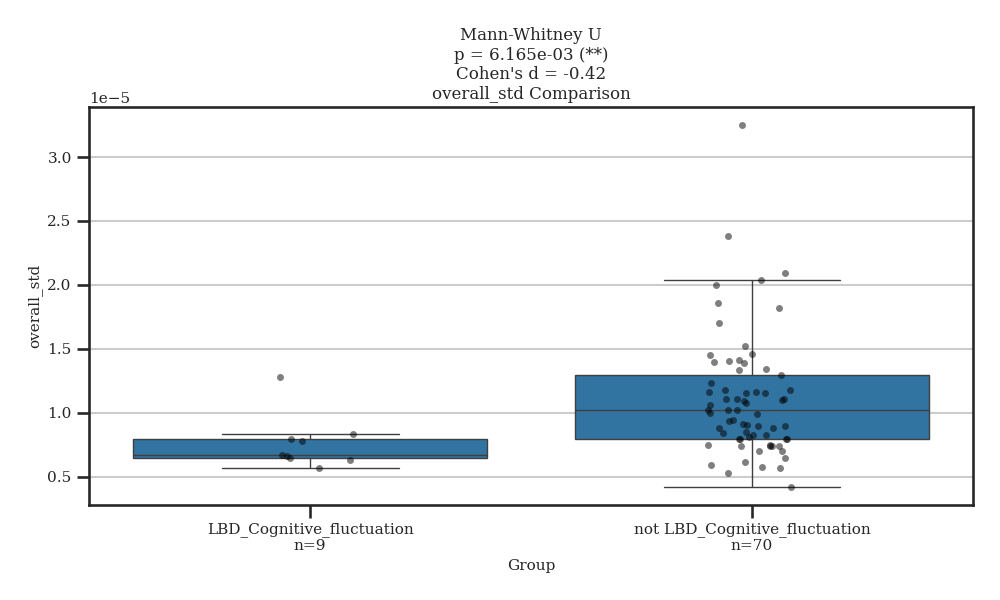 Mann-Whitney U
p = 6.165e-03 (**)
Cohen's d = -0.42
overall_std Comparison
1e−5
3.0
2.5
2.0
1.5
1.0
0.5
overall_std
LBD_Cognitive_fluctuation
n=9
not LBD_Cognitive_fluctuation
n=70
Group